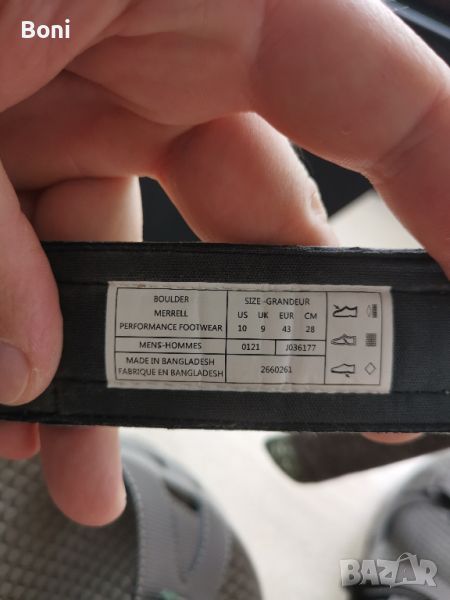 Boni
BOULDER
MERRELL
PERFORMANCE FOOTWEAR
SIZE -GRANDEUR
US UK EUR CM
10 9 43 28
MENS-HOMMES
0121
J036177
MADE IN BANGLADESH
FABRIQUE EN BANGLADESH
2660261
BAZAR